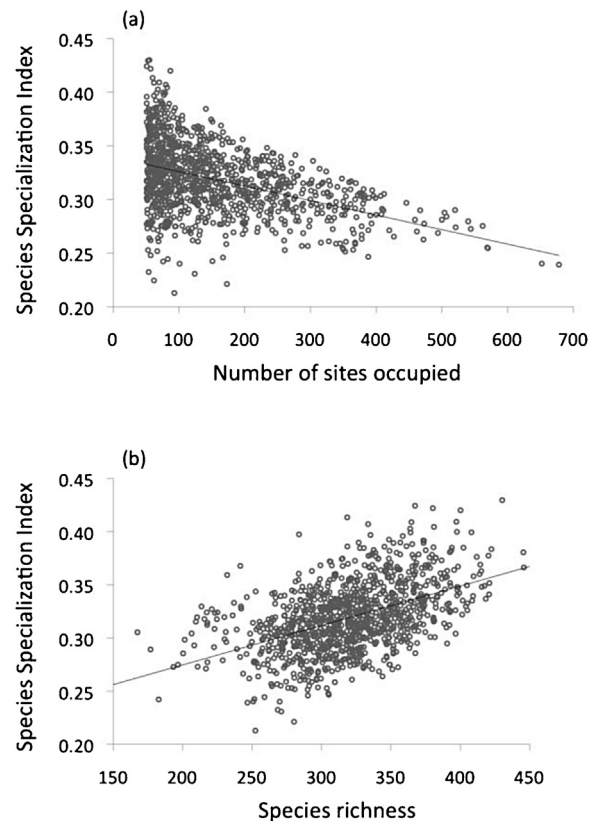 (a)
0.45
0.40
0.35
0.30
0.25
0.20
Species Specialization Index
0 100 200 300 400 500 600 700
Number of sites occupied
(b)
0.45
0.40
0.35
0.30
0.25
0.20
Species Specialization Index
150 200 250 300 350 400 450
Species richness